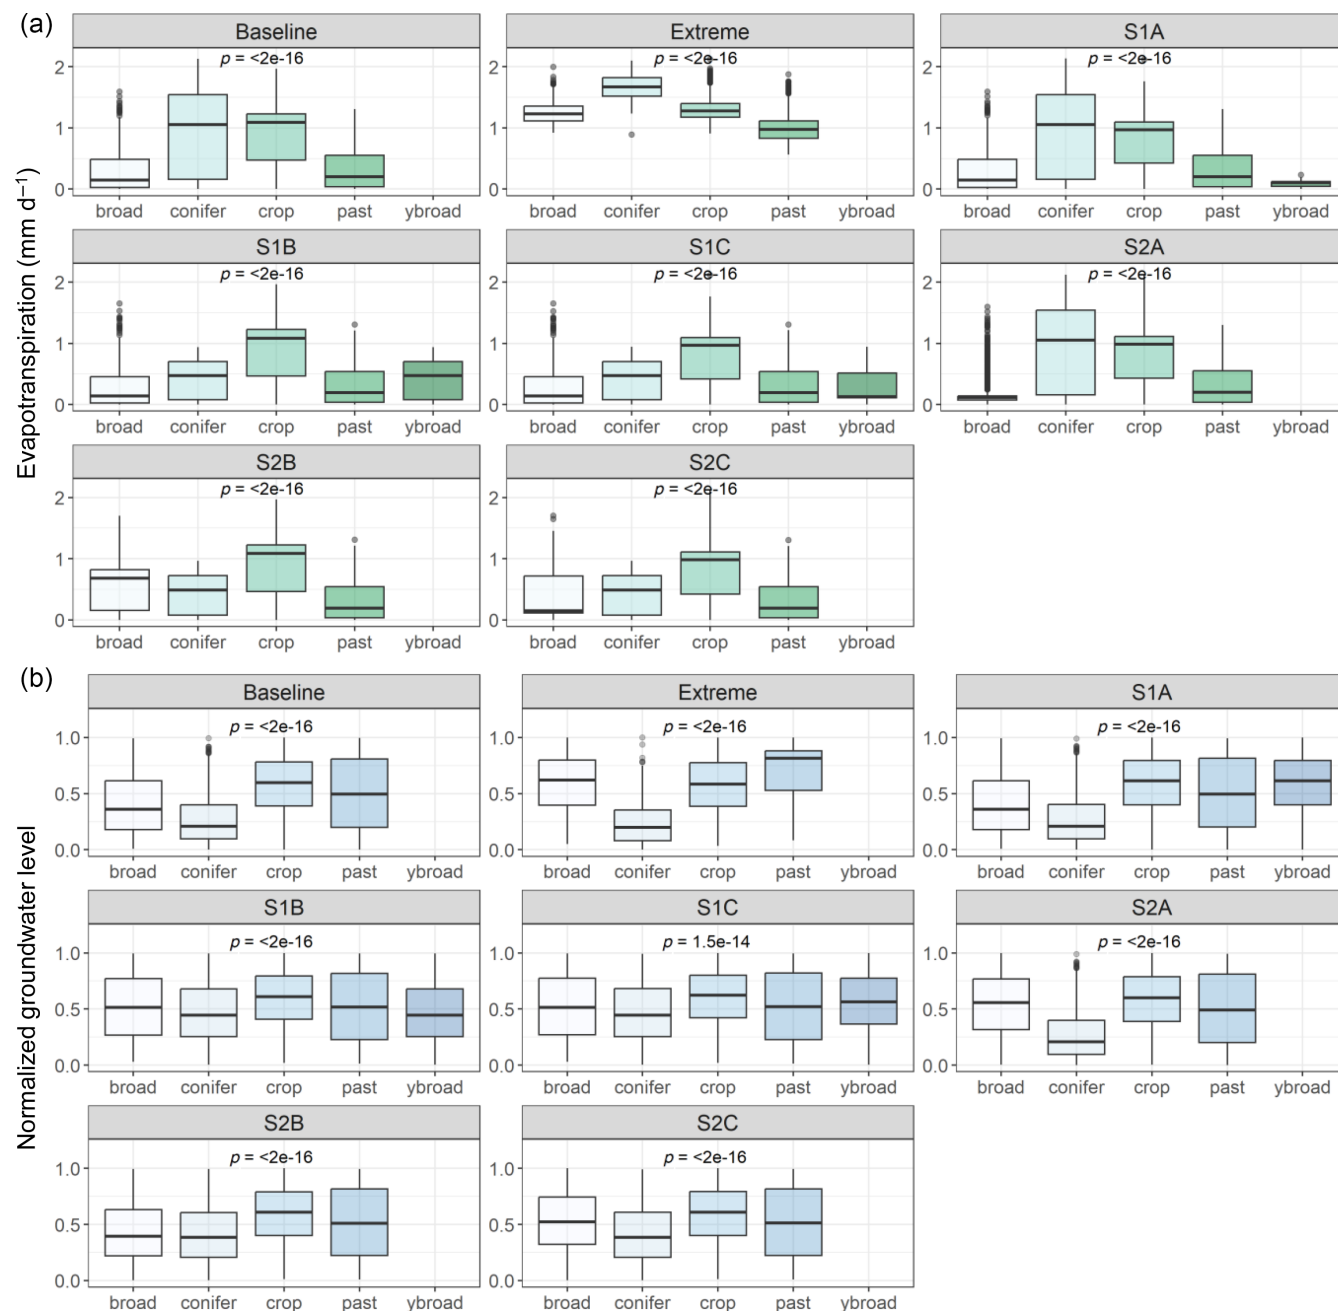 (a)
Baseline Extreme S1A
p = <2e-16 p = <2e-16 p = <2e-16
2 2 2
1 1 1
0 0 0
broad conifer crop past ybroad broad conifer crop past ybroad broad conifer crop past ybroad
Evapotranspiration (mm d⁻¹)
S1B S1C S2A
p = <2e-16 p = <2e-16 p = <2e-16
2 2 2
1 1 1
0 0 0
broad conifer crop past ybroad broad conifer crop past ybroad broad conifer crop past ybroad
S2B S2C
p = <2e-16 p = <2e-16
2 2
1 1
0 0
broad conifer crop past ybroad broad conifer crop past ybroad
(b)
Baseline Extreme S1A
p = <2e-16 p = <2e-16 p = <2e-16
1.0 1.0 1.0
0.5 0.5 0.5
0.0 0.0 0.0
broad conifer crop past ybroad broad conifer crop past ybroad broad conifer crop past ybroad
Normalized groundwater level
S1B S1C S2A
p = <2e-16 p = 1.5e-14 p = <2e-16
1.0 1.0 1.0
0.5 0.5 0.5
0.0 0.0 0.0
broad conifer crop past ybroad broad conifer crop past ybroad broad conifer crop past ybroad
S2B S2C
p = <2e-16 p = <2e-16
1.0 1.0
0.5 0.5
0.0 0.0
broad conifer crop past ybroad broad conifer crop past ybroad